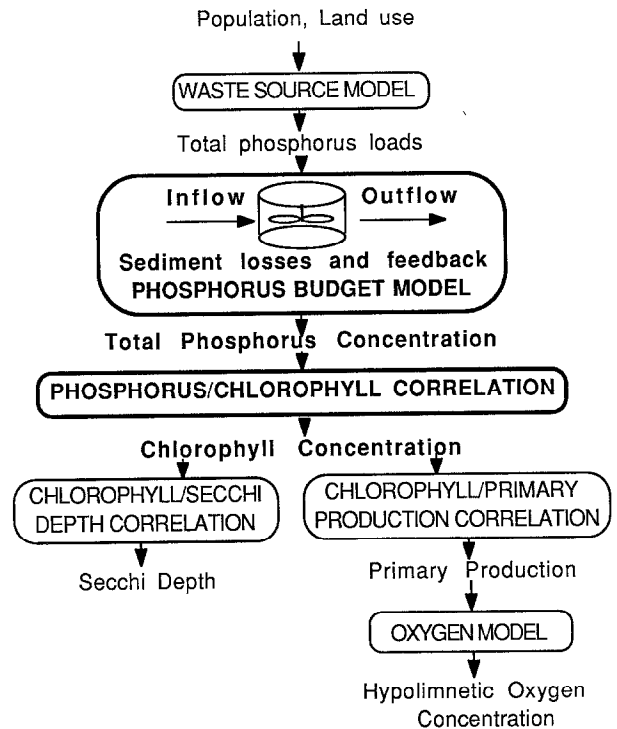 Population, Land use
WASTE SOURCE MODEL
Total phosphorus loads
Inflow Outflow
Sediment losses and feedback
PHOSPHORUS BUDGET MODEL
Total Phosphorus Concentration
PHOSPHORUS/CHLOROPHYLL CORRELATION
Chlorophyll Concentration
CHLOROPHYLL/SECCHI
DEPTH CORRELATION
CHLOROPHYLL/PRIMARY
PRODUCTION CORRELATION
Secchi Depth
Primary Production
OXYGEN MODEL
Hypolimnetic Oxygen
Concentration